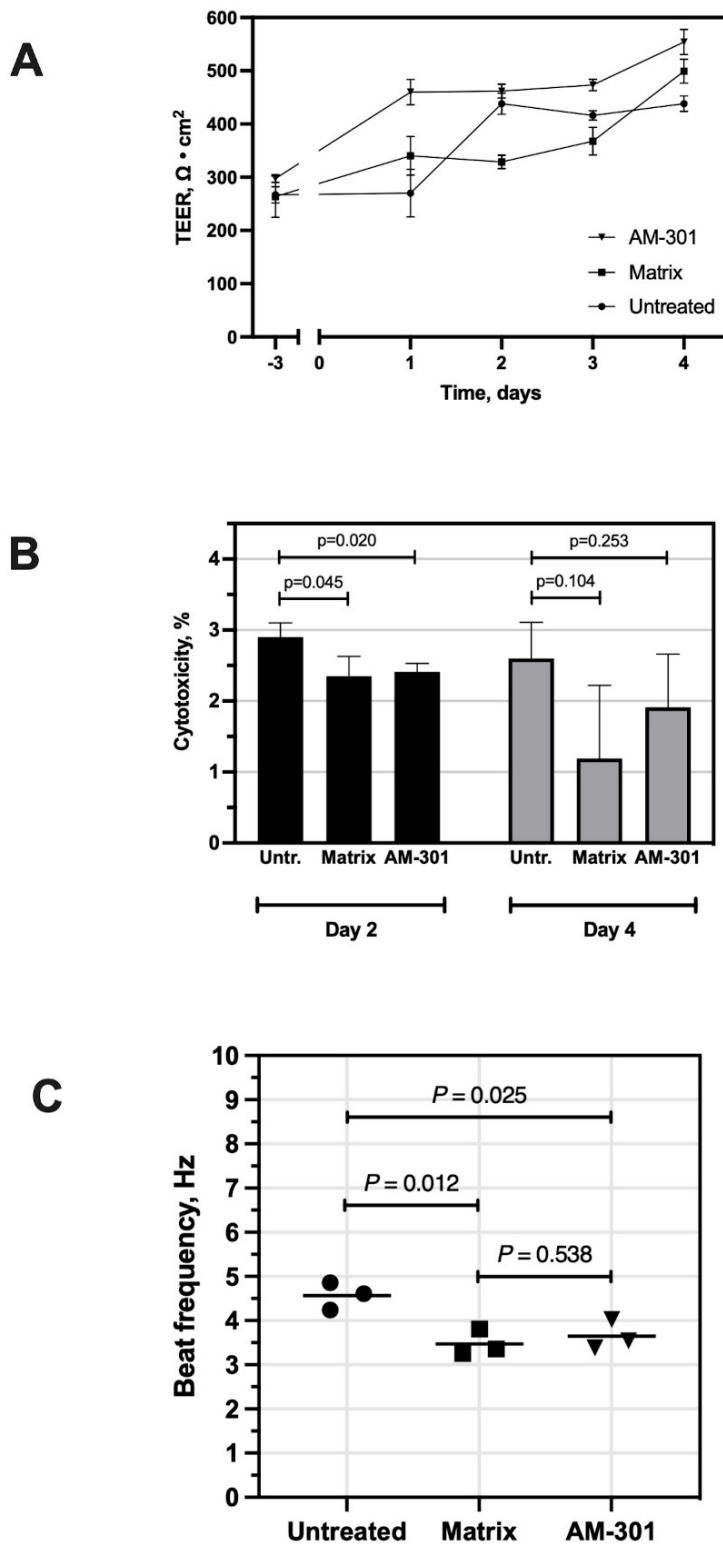 A
TEER, Ω • cm2
600
500
400
300
200
100
0
-3
0
1
2
3
4
Time, days
AM-301
Matrix
Untreated
B
Cytotoxicity, %
4
3
2
1
0
p=0.020
p=0.045
p=0.253
p=0.104
Untr. Matrix AM-301
Untr. Matrix AM-301
Day 2
Day 4
C
Beat frequency, Hz
10
9
8
7
6
5
4
3
2
1
0
P = 0.025
P = 0.012
P = 0.538
Untreated Matrix AM-301